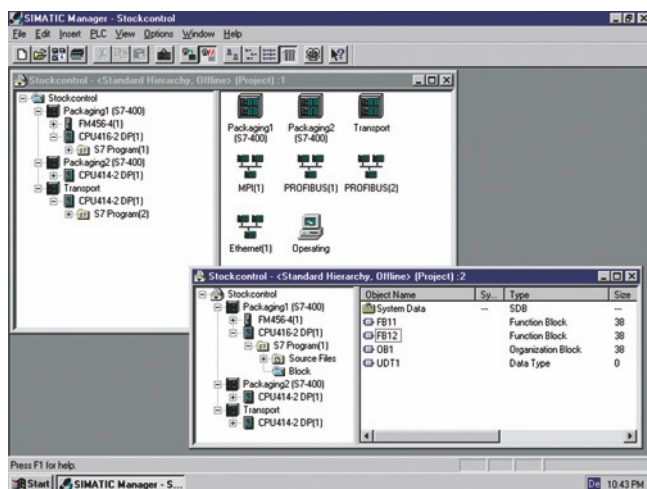 SIMATIC Manager - Stockcontrol
File Edit Insert PLC View Options Window Help
Stockcontrol - <Standard Hierarchy, Offline> (Project) :1
Stockcontrol
Packaging1 (S7-400)
FM456-4(1)
CPU416-2 DP(1)
S7 Program(1)
Packaging2 (S7-400)
CPU414-2 DP(1)
Transport
CPU414-2 DP(1)
S7 Program(2)
Packaging1 Packaging2 Transport
(S7-400) (S7-400)
MPI(1) PROFIBUS(1) PROFIBUS(2)
Ethernet(1) Operating
Stockcontrol - <Standard Hierarchy, Offline> (Project) :2
Stockcontrol
Packaging1 (S7-400)
FM456-4(1)
CPU416-2 DP(1)
S7 Program(1)
Source Files
Block
Packaging2 (S7-400)
CPU414-2 DP(1)
Transport
CPU414-2 DP(1)
Object Name Sy... Type Size
System Data --- SDB ---
FB11 Function Block 38
FB12 Function Block 38
OB1 Organization Block 38
UDT1 Data Type 0
Press F1 for help.
Start SIMATIC Manager - S... De 10:43 PM